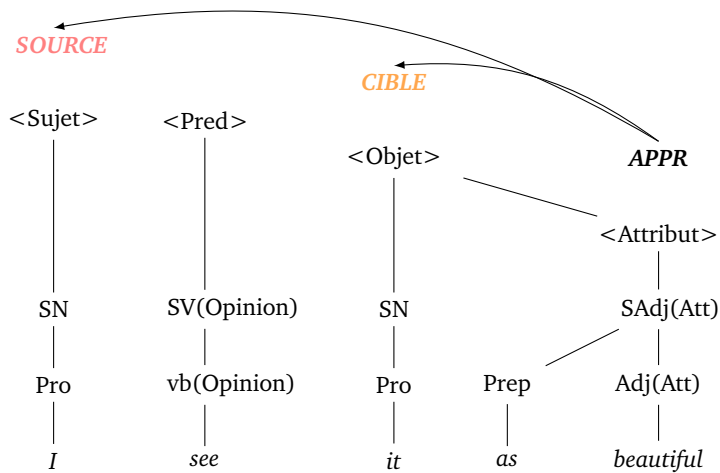 SOURCE
CIBLE
<Sujet> <Pred>
<Objet> APPR
<Attribut>
SN SV(Opinion) SN SAdj(Att)
Pro vb(Opinion) Pro Prep Adj(Att)
I see it as beautiful